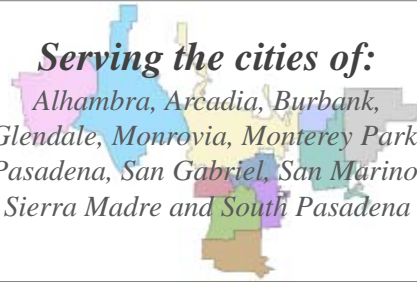 Serving the cities of:
Alhambra, Arcadia, Burbank,
Glendale, Monrovia, Monterey Park
Pasadena, San Gabriel, San Marino
Sierra Madre and South Pasadena